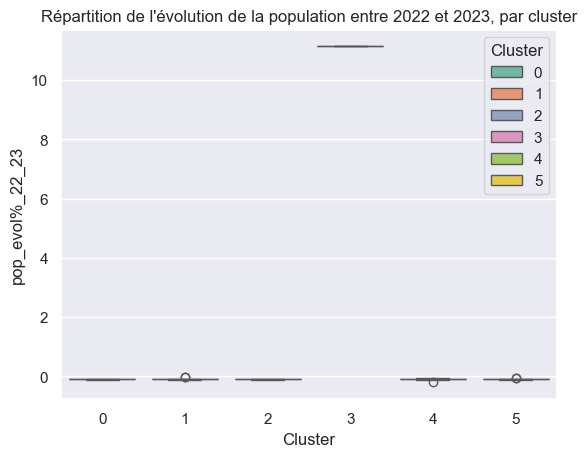 Répartition de l'évolution de la population entre 2022 et 2023, par cluster
Cluster
0
1
2
3
4
5
10
8
6
4
2
0
pop_evol%_22_23
0 1 2 3 4 5
Cluster